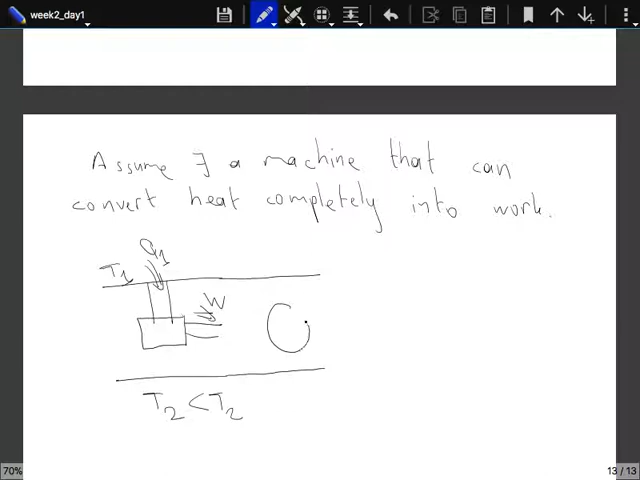 week2_day1
Assume ∃ a machine that can
convert heat completely into work.
Q1
T1
W
T2 < T2
70%
13 / 13